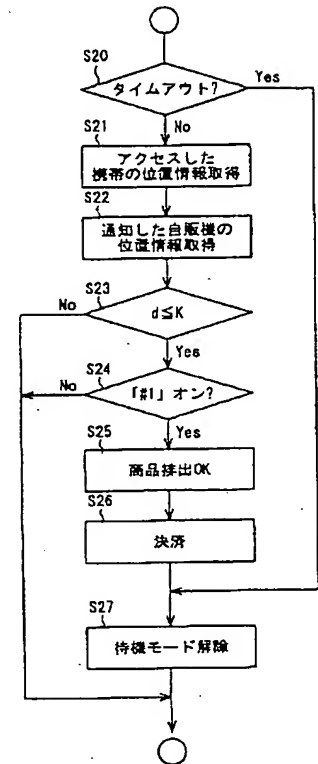 S20
タイムアウト?
Yes
No
S21
アクセスした
携帯の位置情報取得
S22
通知した自販機の
位置情報取得
S23
No
d≦K
Yes
S24
No
「#1」オン?
Yes
S25
商品排出OK
S26
決済
S27
待機モード解除